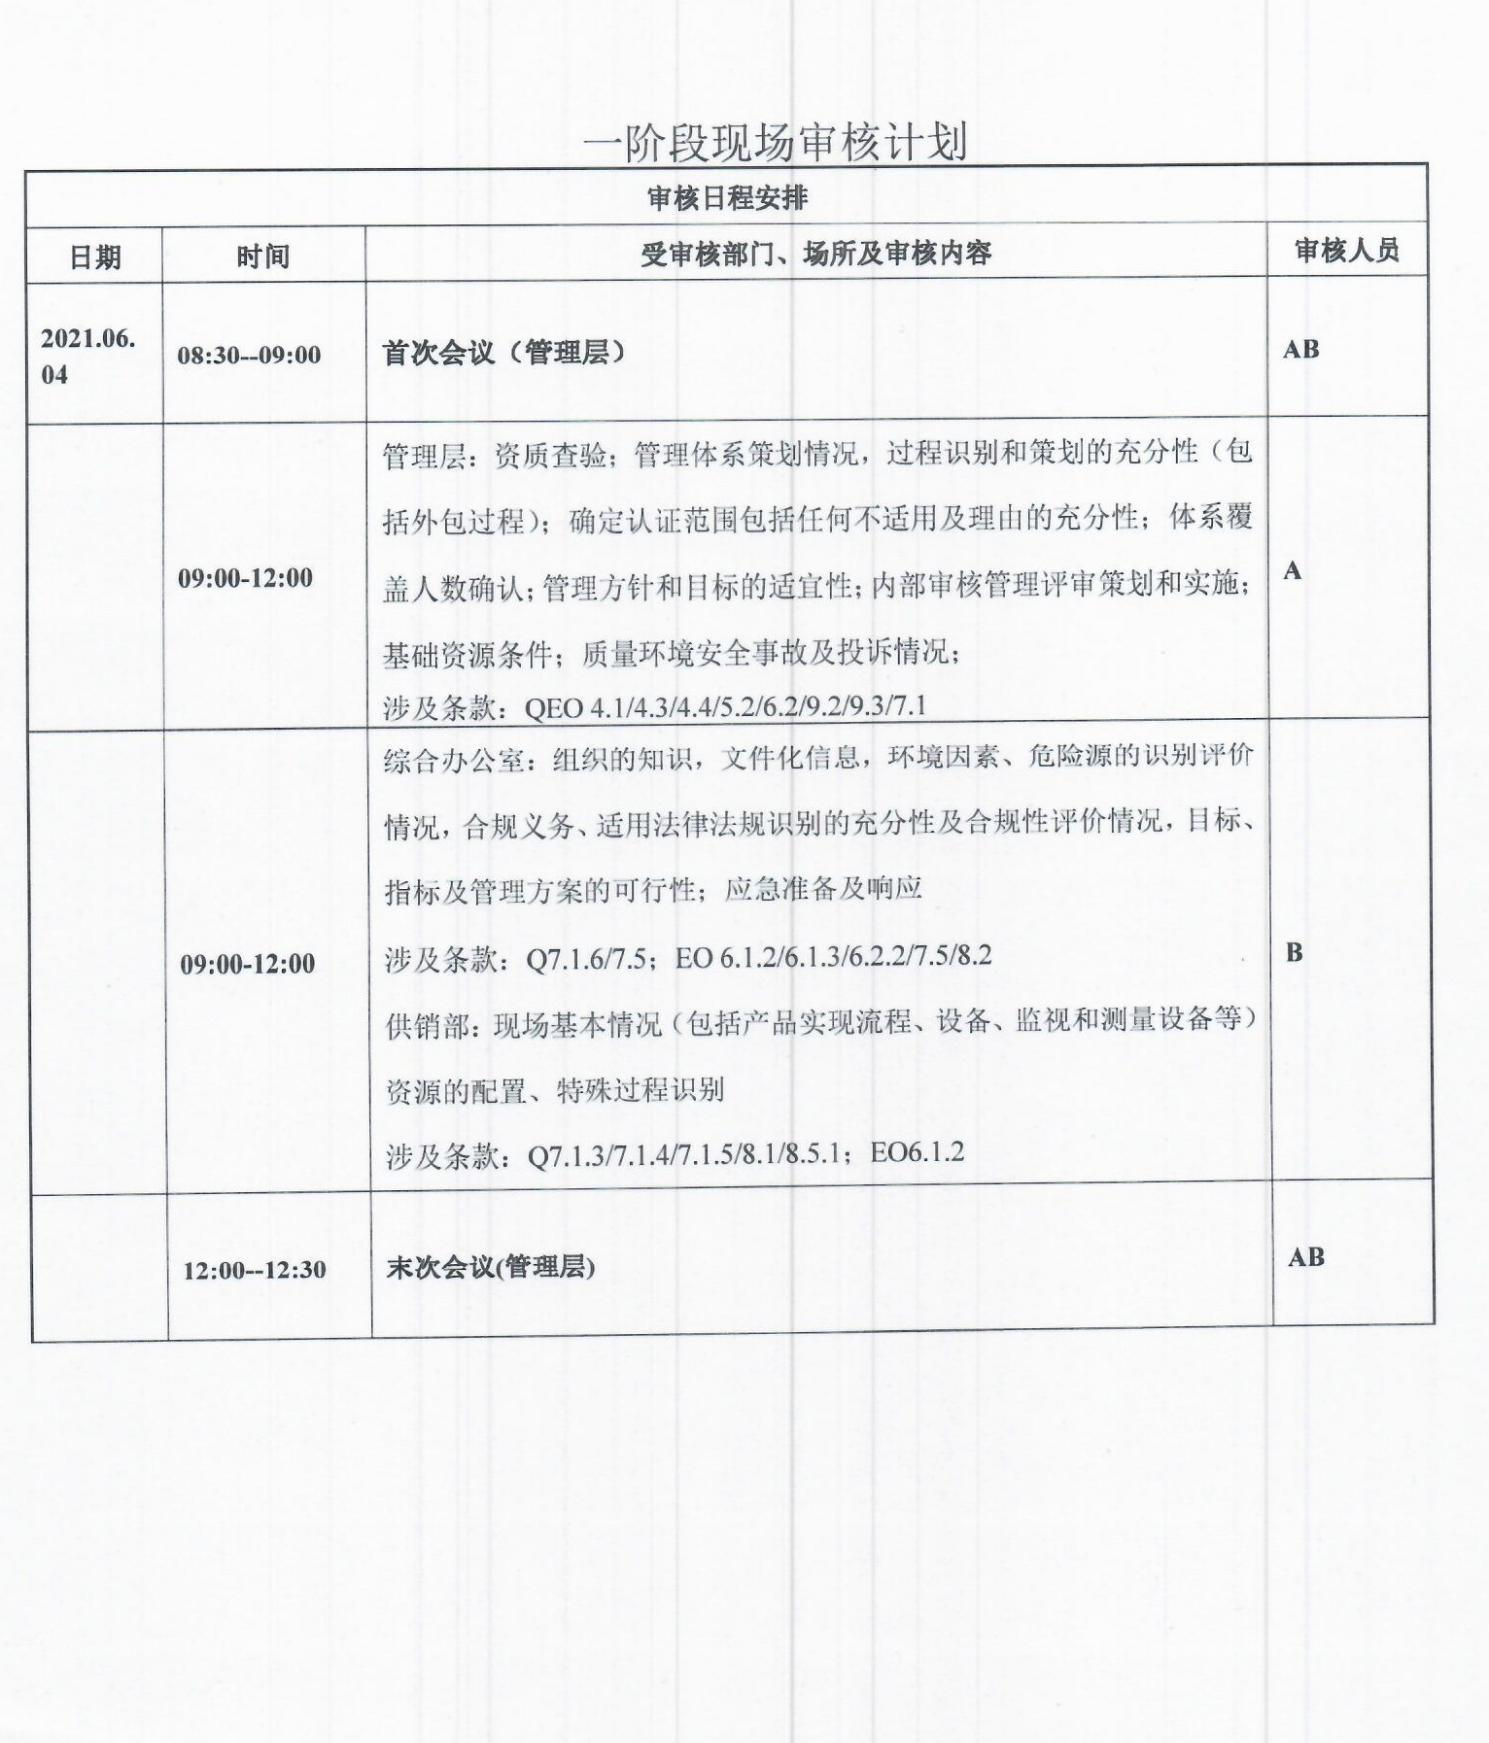 一阶段现场审核计划
审核日程安排
日期 时间 受审核部门、场所及审核内容 审核人员
2021.06.
04
08:30--09:00
首次会议（管理层）
AB
09:00-12:00
管理层：资质查验；管理体系策划情况，过程识别和策划的充分性（包
括外包过程）；确定认证范围包括任何不适用及理由的充分性；体系覆
盖人数确认；管理方针和目标的适宜性；内部审核管理评审策划和实施；
基础资源条件；质量环境安全事故及投诉情况；
涉及条款：QEO 4.1/4.3/4.4/5.2/6.2/9.2/9.3/7.1
A
09:00-12:00
综合办公室：组织的知识，文件化信息，环境因素、危险源的识别评价
情况，合规义务、适用法律法规识别的充分性及合规性评价情况，目标、
指标及管理方案的可行性；应急准备及响应
涉及条款：Q7.1.6/7.5；EO 6.1.2/6.1.3/6.2.2/7.5/8.2
供销部：现场基本情况（包括产品实现流程、设备、监视和测量设备等）
资源的配置、特殊过程识别
涉及条款：Q7.1.3/7.1.4/7.1.5/8.1/8.5.1；EO6.1.2
B
12:00--12:30
末次会议(管理层)
AB